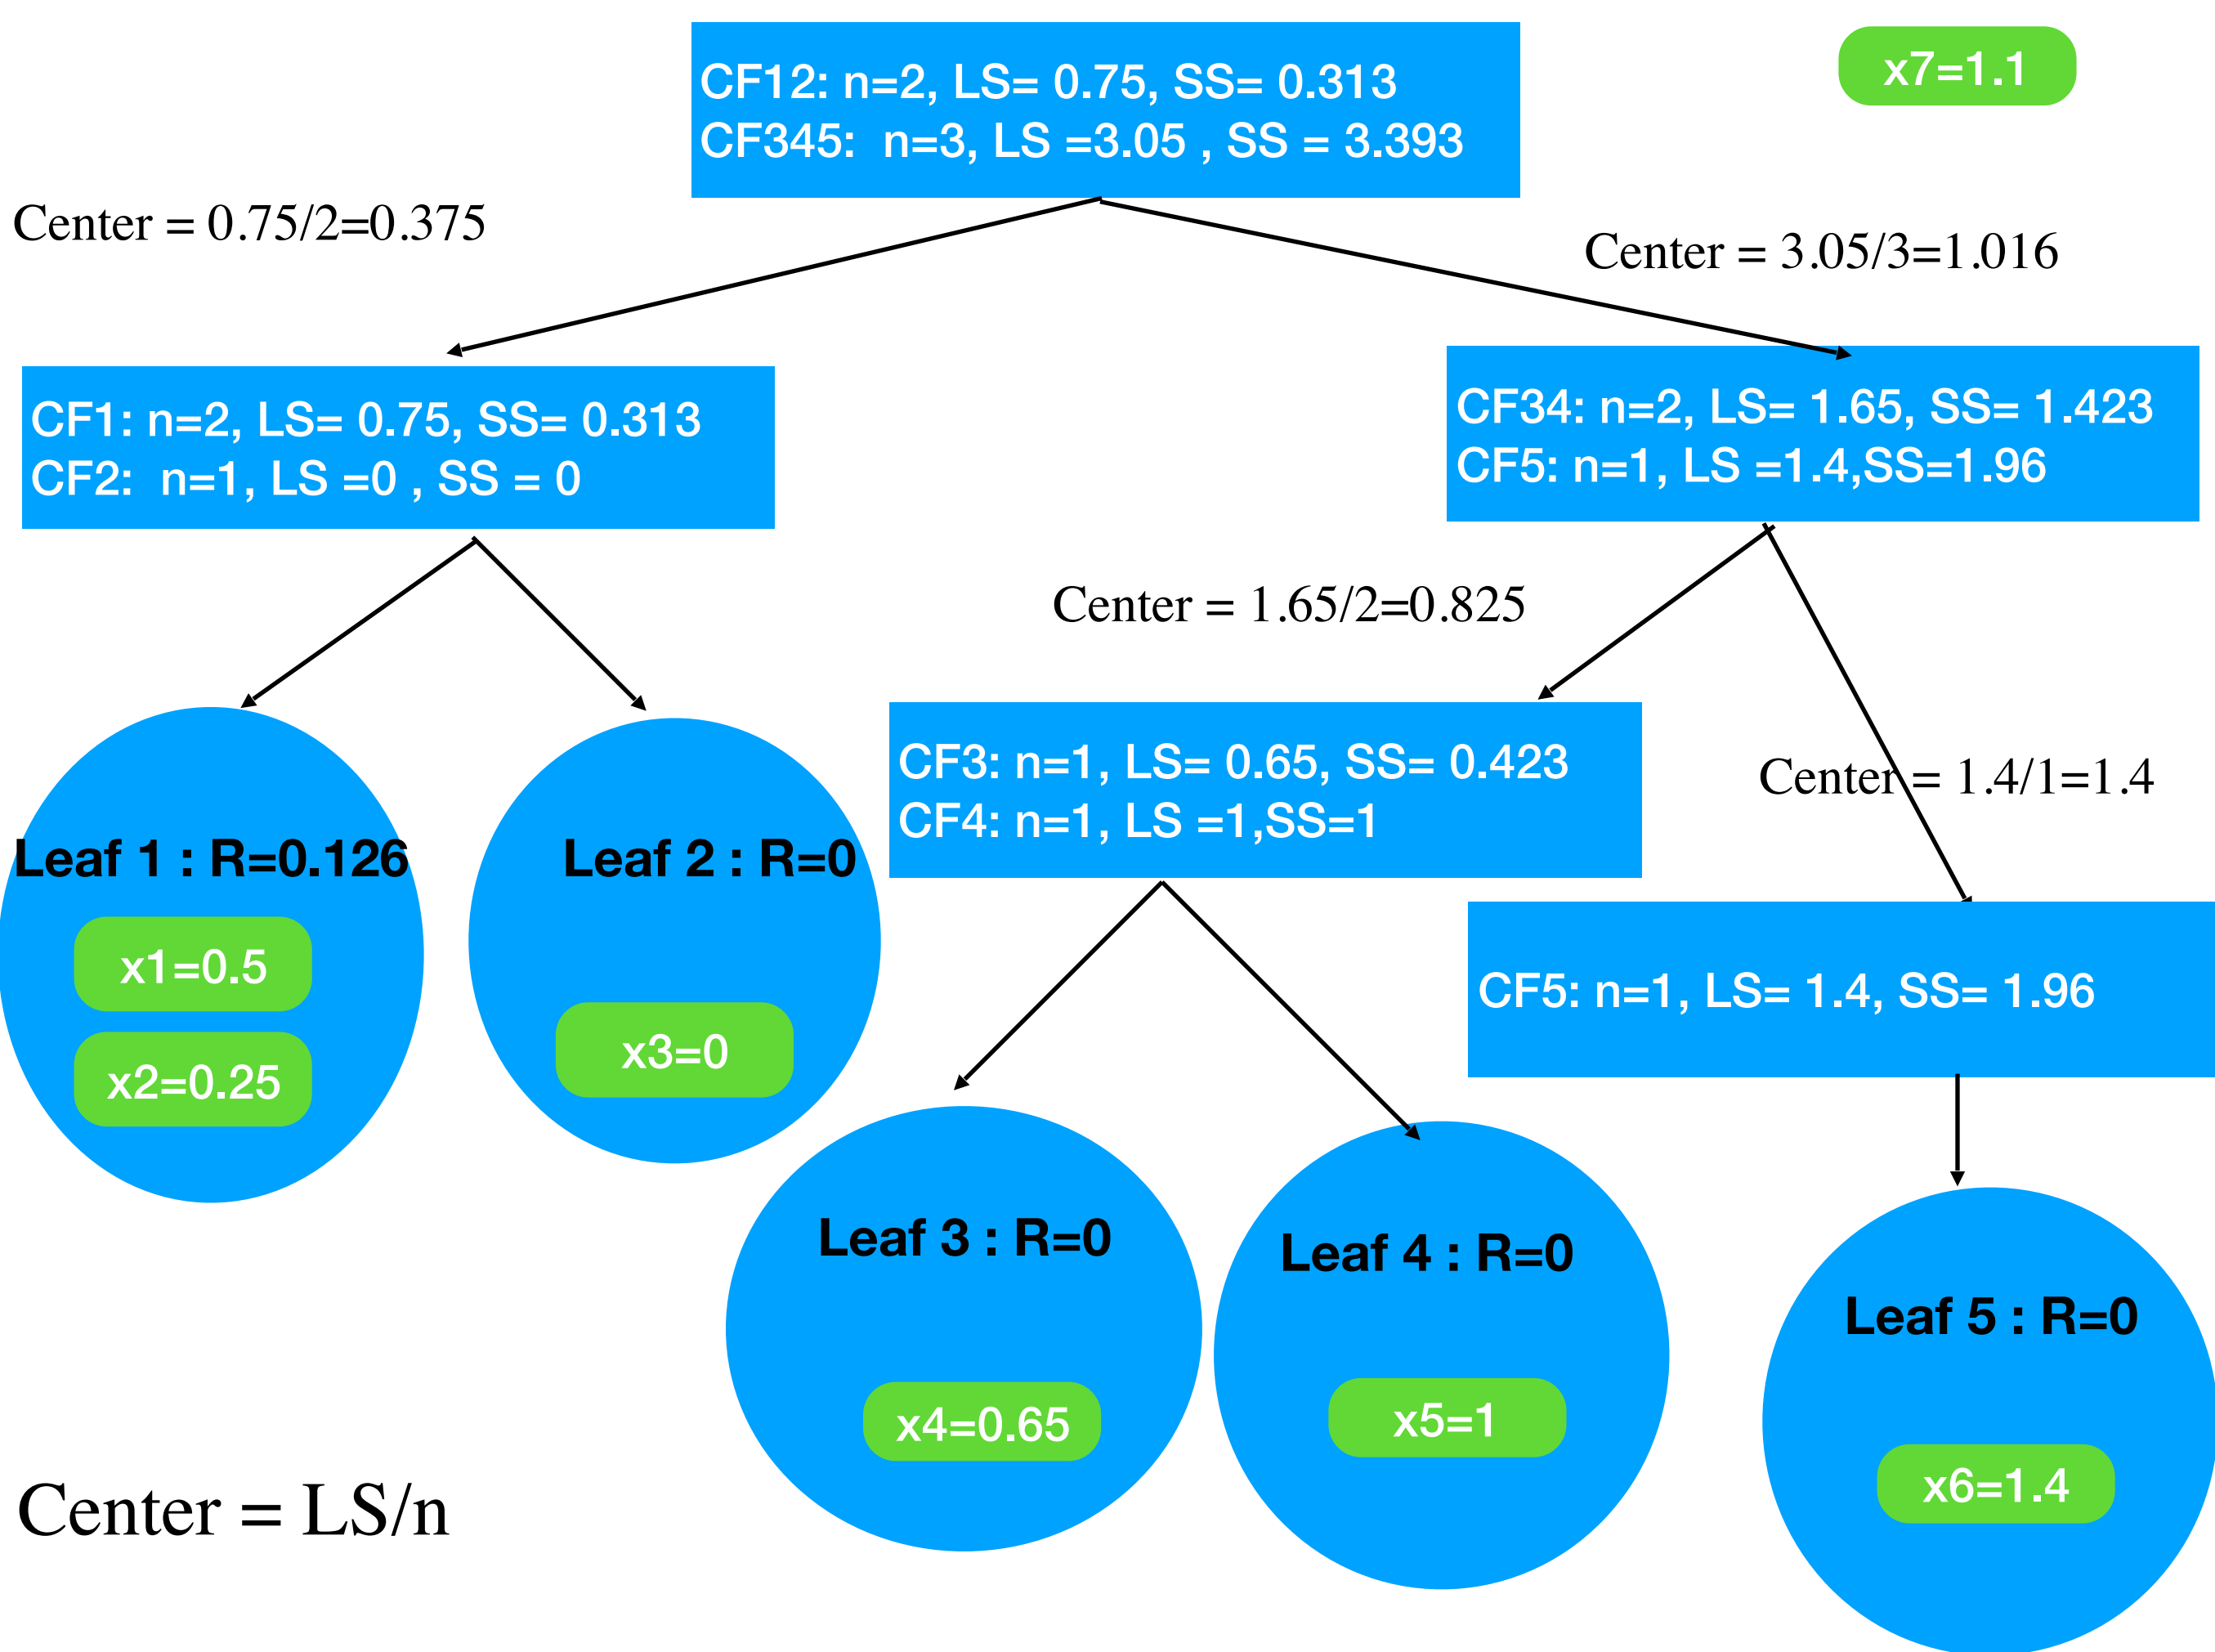 CF12: n=2, LS= 0.75, SS= 0.313
CF345:  n=3, LS =3.05 , SS = 3.393
x7=1.1
Center = 0.75/2=0.375
Center = 3.05/3=1.016
CF1: n=2, LS= 0.75, SS= 0.313
CF2:  n=1, LS =0 , SS = 0
CF34: n=2, LS= 1.65, SS= 1.423
CF5: n=1, LS =1.4,SS=1.96
Center = 1.65/2=0.825
Center = 1.4/1=1.4
CF3: n=1, LS= 0.65, SS= 0.423
CF4: n=1, LS =1,SS=1
Leaf 1 : R=0.126
x1=0.5
x2=0.25
Leaf 2 : R=0
x3=0
CF5: n=1, LS= 1.4, SS= 1.96
Leaf 3 : R=0
x4=0.65
Leaf 4 : R=0
x5=1
Leaf 5 : R=0
x6=1.4
Center = LS/n